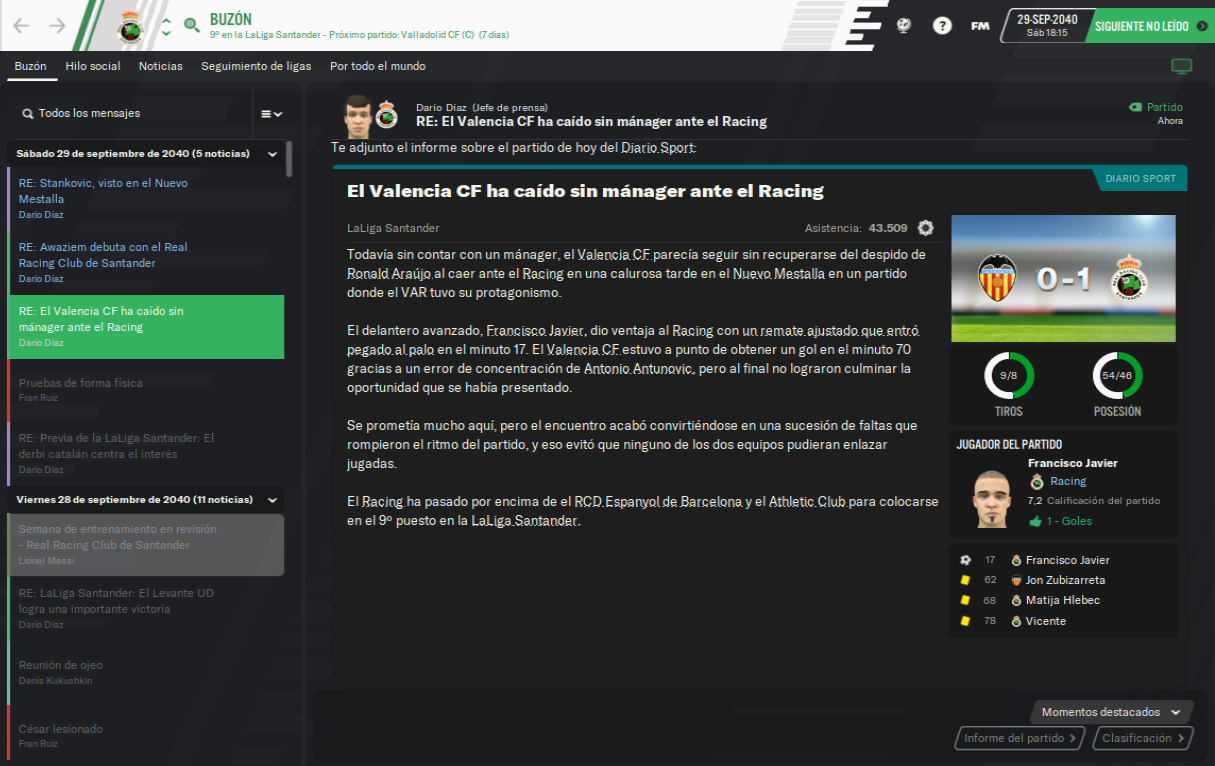 BUZÓN
9º en la LaLiga Santander - Próximo partido: Valladolid CF (C) (7 días)
FM
29-SEP-2040
Sáb 18:15
SIGUIENTE NO LEÍDO
Buzón
Hilo social
Noticias
Seguimiento de ligas
Por todo el mundo
Todos los mensajes
Sábado 29 de septiembre de 2040 (5 noticias)
RE: Stankovic, visto en el Nuevo
Mestalla
Darío Díaz
RE: Awaziem debuta con el Real
Racing Club de Santander
Darío Díaz
RE: El Valencia CF ha caído sin
mánager ante el Racing
Darío Díaz
Pruebas de forma física
Fran Ruiz
RE: Previa de la LaLiga Santander: El
derbi catalán centra el interés
Darío Díaz
Viernes 28 de septiembre de 2040 (11 noticias)
Semana de entrenamiento en revisión
- Real Racing Club de Santander
Lionel Messi
RE: LaLiga Santander: El Levante UD
logra una importante victoria
Darío Díaz
Reunión de ojeo
Denis Kukushkin
César lesionado
Fran Ruiz
Darío Díaz (Jefe de prensa)
RE: El Valencia CF ha caído sin mánager ante el Racing
Partido
Ahora
Te adjunto el informe sobre el partido de hoy del Diario Sport:
DIARIO SPORT
El Valencia CF ha caído sin mánager ante el Racing
LaLiga Santander
Asistencia: 43.509
Todavía sin contar con un mánager, el Valencia CF parecía seguir sin recuperarse del despido de
Ronald Araújo al caer ante el Racing en una calurosa tarde en el Nuevo Mestalla en un partido
donde el VAR tuvo su protagonismo.
El delantero avanzado, Francisco Javier, dio ventaja al Racing con un remate ajustado que entró
pegado al palo en el minuto 17. El Valencia CF estuvo a punto de obtener un gol en el minuto 70
gracias a un error de concentración de Antonio Antunovic, pero al final no lograron culminar la
oportunidad que se había presentado.
Se prometía mucho aquí, pero el encuentro acabó convirtiéndose en una sucesión de faltas que
rompieron el ritmo del partido, y eso evitó que ninguno de los dos equipos pudieran enlazar
jugadas.
El Racing ha pasado por encima de el RCD Espanyol de Barcelona y el Athletic Club para colocarse
en el 9º puesto en la LaLiga Santander.
0-1
9/8
54/46
TIROS
POSESIÓN
JUGADOR DEL PARTIDO
Francisco Javier
Racing
7,2 Calificación del partido
1 - Goles
17 Francisco Javier
62 Jon Zubizarreta
68 Matija Hlebec
78 Vicente
Momentos destacados
Informe del partido
Clasificación